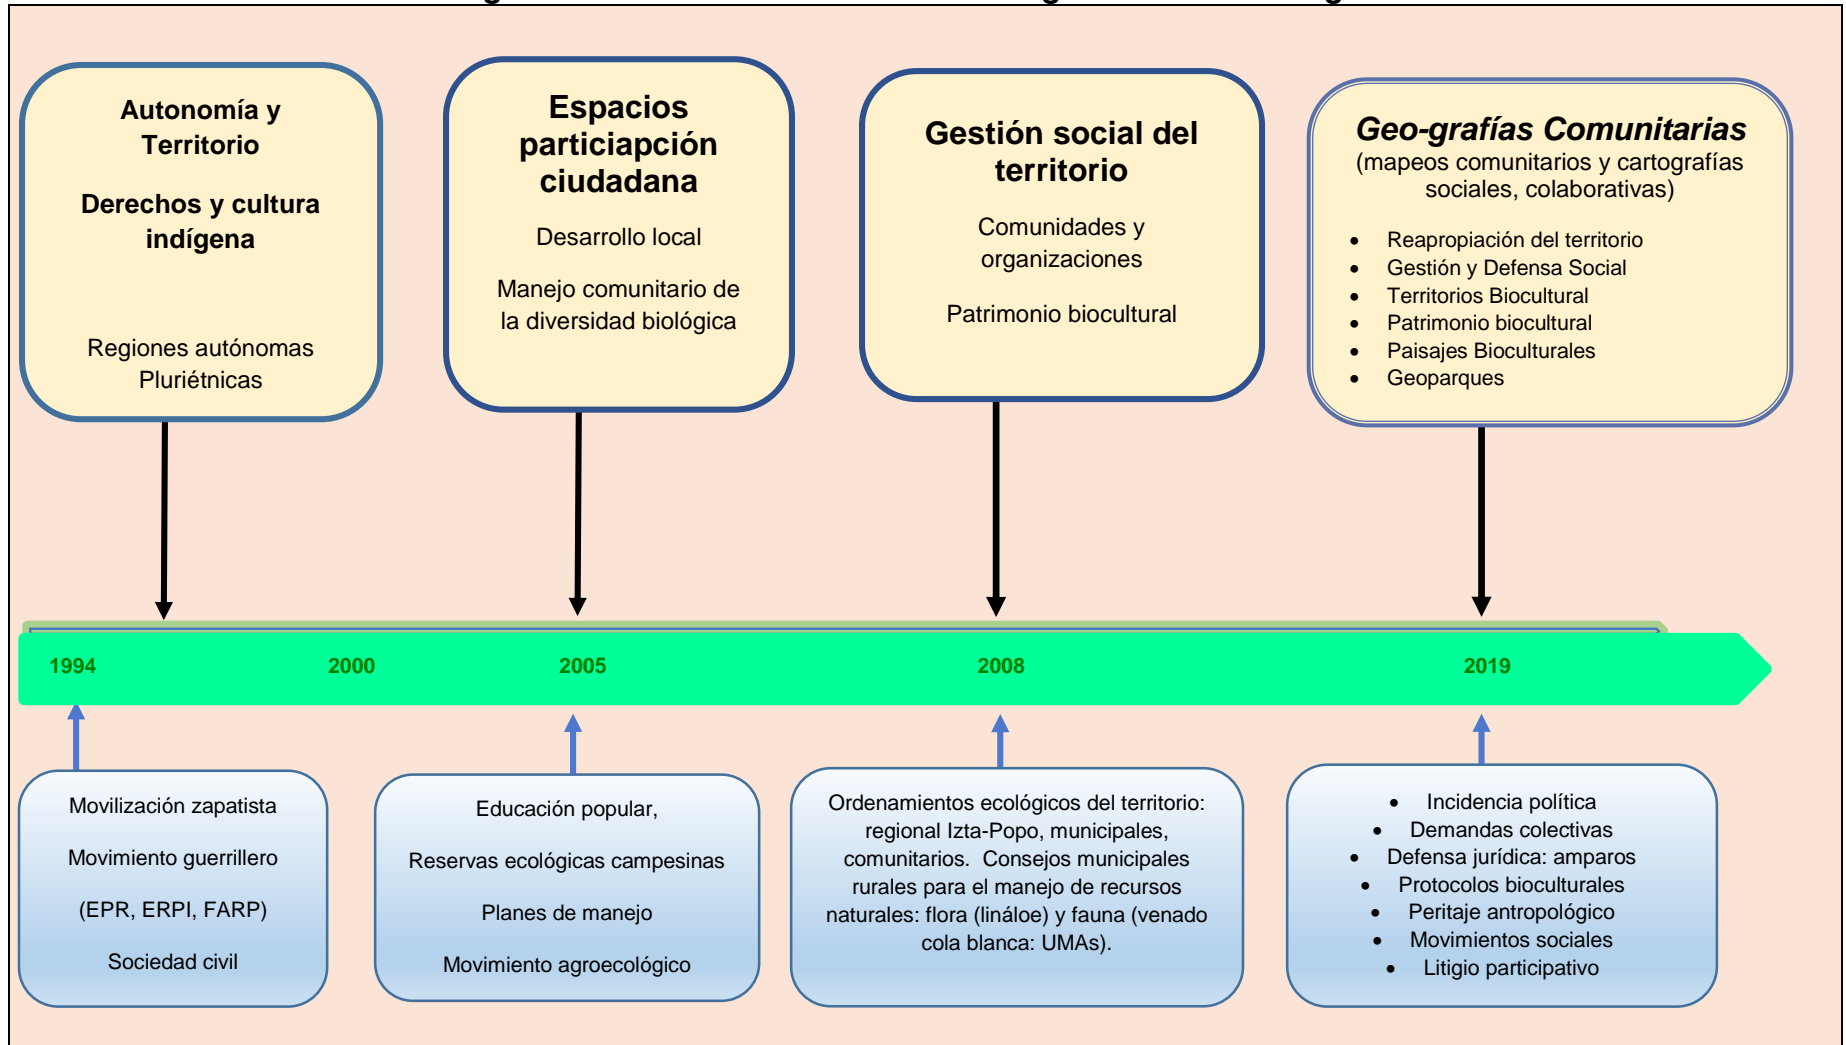 Autonomía y
Territorio
Derechos y cultura
indígena
Regiones autónomas
Pluriétnicas
Espacios
particiapción
ciudadana
Desarrollo local
Manejo comunitario de
la diversidad biológica
Gestión social del
territorio
Comunidades y
organizaciones
Patrimonio biocultural
Geo-grafías Comunitarias
(mapeos comunitarios y cartografías
sociales, colaborativas)
• Reapropiación del territorio
• Gestión y Defensa Social
• Territorios Biocultural
• Patrimonio biocultural
• Paisajes Bioculturales
• Geoparques
1994 2000 2005 2008 2019
Movilización zapatista
Movimiento guerrillero
(EPR, ERPI, FARP)
Sociedad civil
Educación popular,
Reservas ecológicas campesinas
Planes de manejo
Movimiento agroecológico
Ordenamientos ecológicos del territorio:
regional Izta-Popo, municipales,
comunitarios. Consejos municipales
rurales para el manejo de recursos
naturales: flora (lináloe) y fauna (venado
cola blanca: UMAs).
• Incidencia política
• Demandas colectivas
• Defensa jurídica: amparos
• Protocolos bioculturales
• Peritaje antropológico
• Movimientos sociales
• Litigio participativo